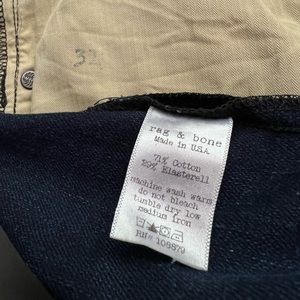 32
rag & bone
Made in U.S.A
71% Cotton
29% Elasterell
machine wash warm
do not bleach
tumble dry low
medium iron
RN# 108879